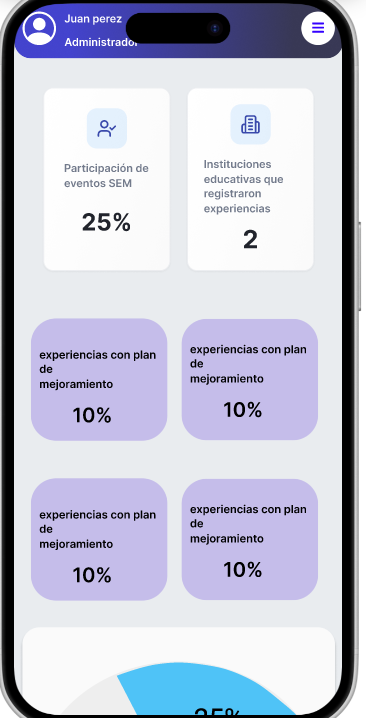 Juan perez
Administrador
Participación de
eventos SEM
25%
Instituciones
educativas que
registraron
experiencias
2
experiencias con plan
de
mejoramiento
10%
experiencias con plan
de
mejoramiento
10%
experiencias con plan
de
mejoramiento
10%
experiencias con plan
de
mejoramiento
10%
25%